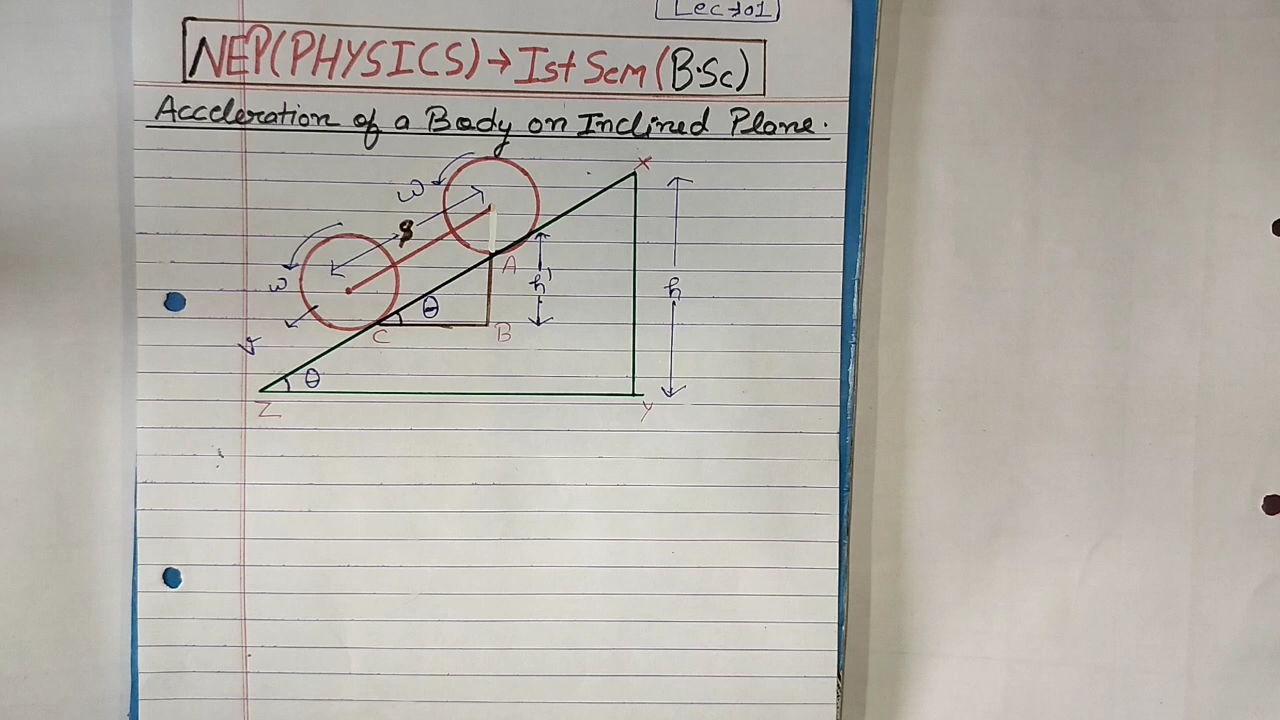 Lec→01
NEP(PHYSICS)→Ist Sem(B.Sc)
Acceleration of a Body on Inclined Plane.
X
ω
S
A
h'
h
ω
θ
C
B
v
θ
Z
Y